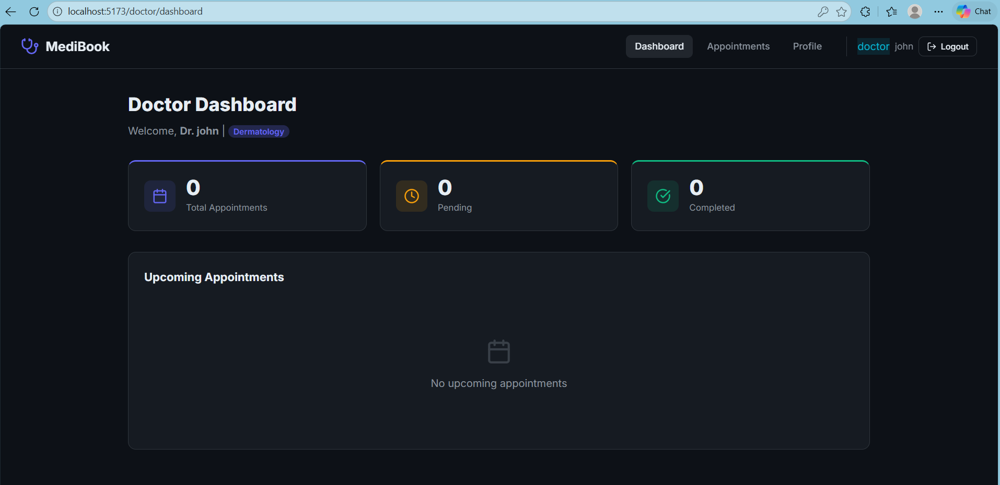 localhost:5173/doctor/dashboard
Chat
MediBook
Dashboard
Appointments
Profile
doctor
john
Logout
Doctor Dashboard
Welcome, Dr. john | Dermatology
0
Total Appointments
0
Pending
0
Completed
Upcoming Appointments
No upcoming appointments